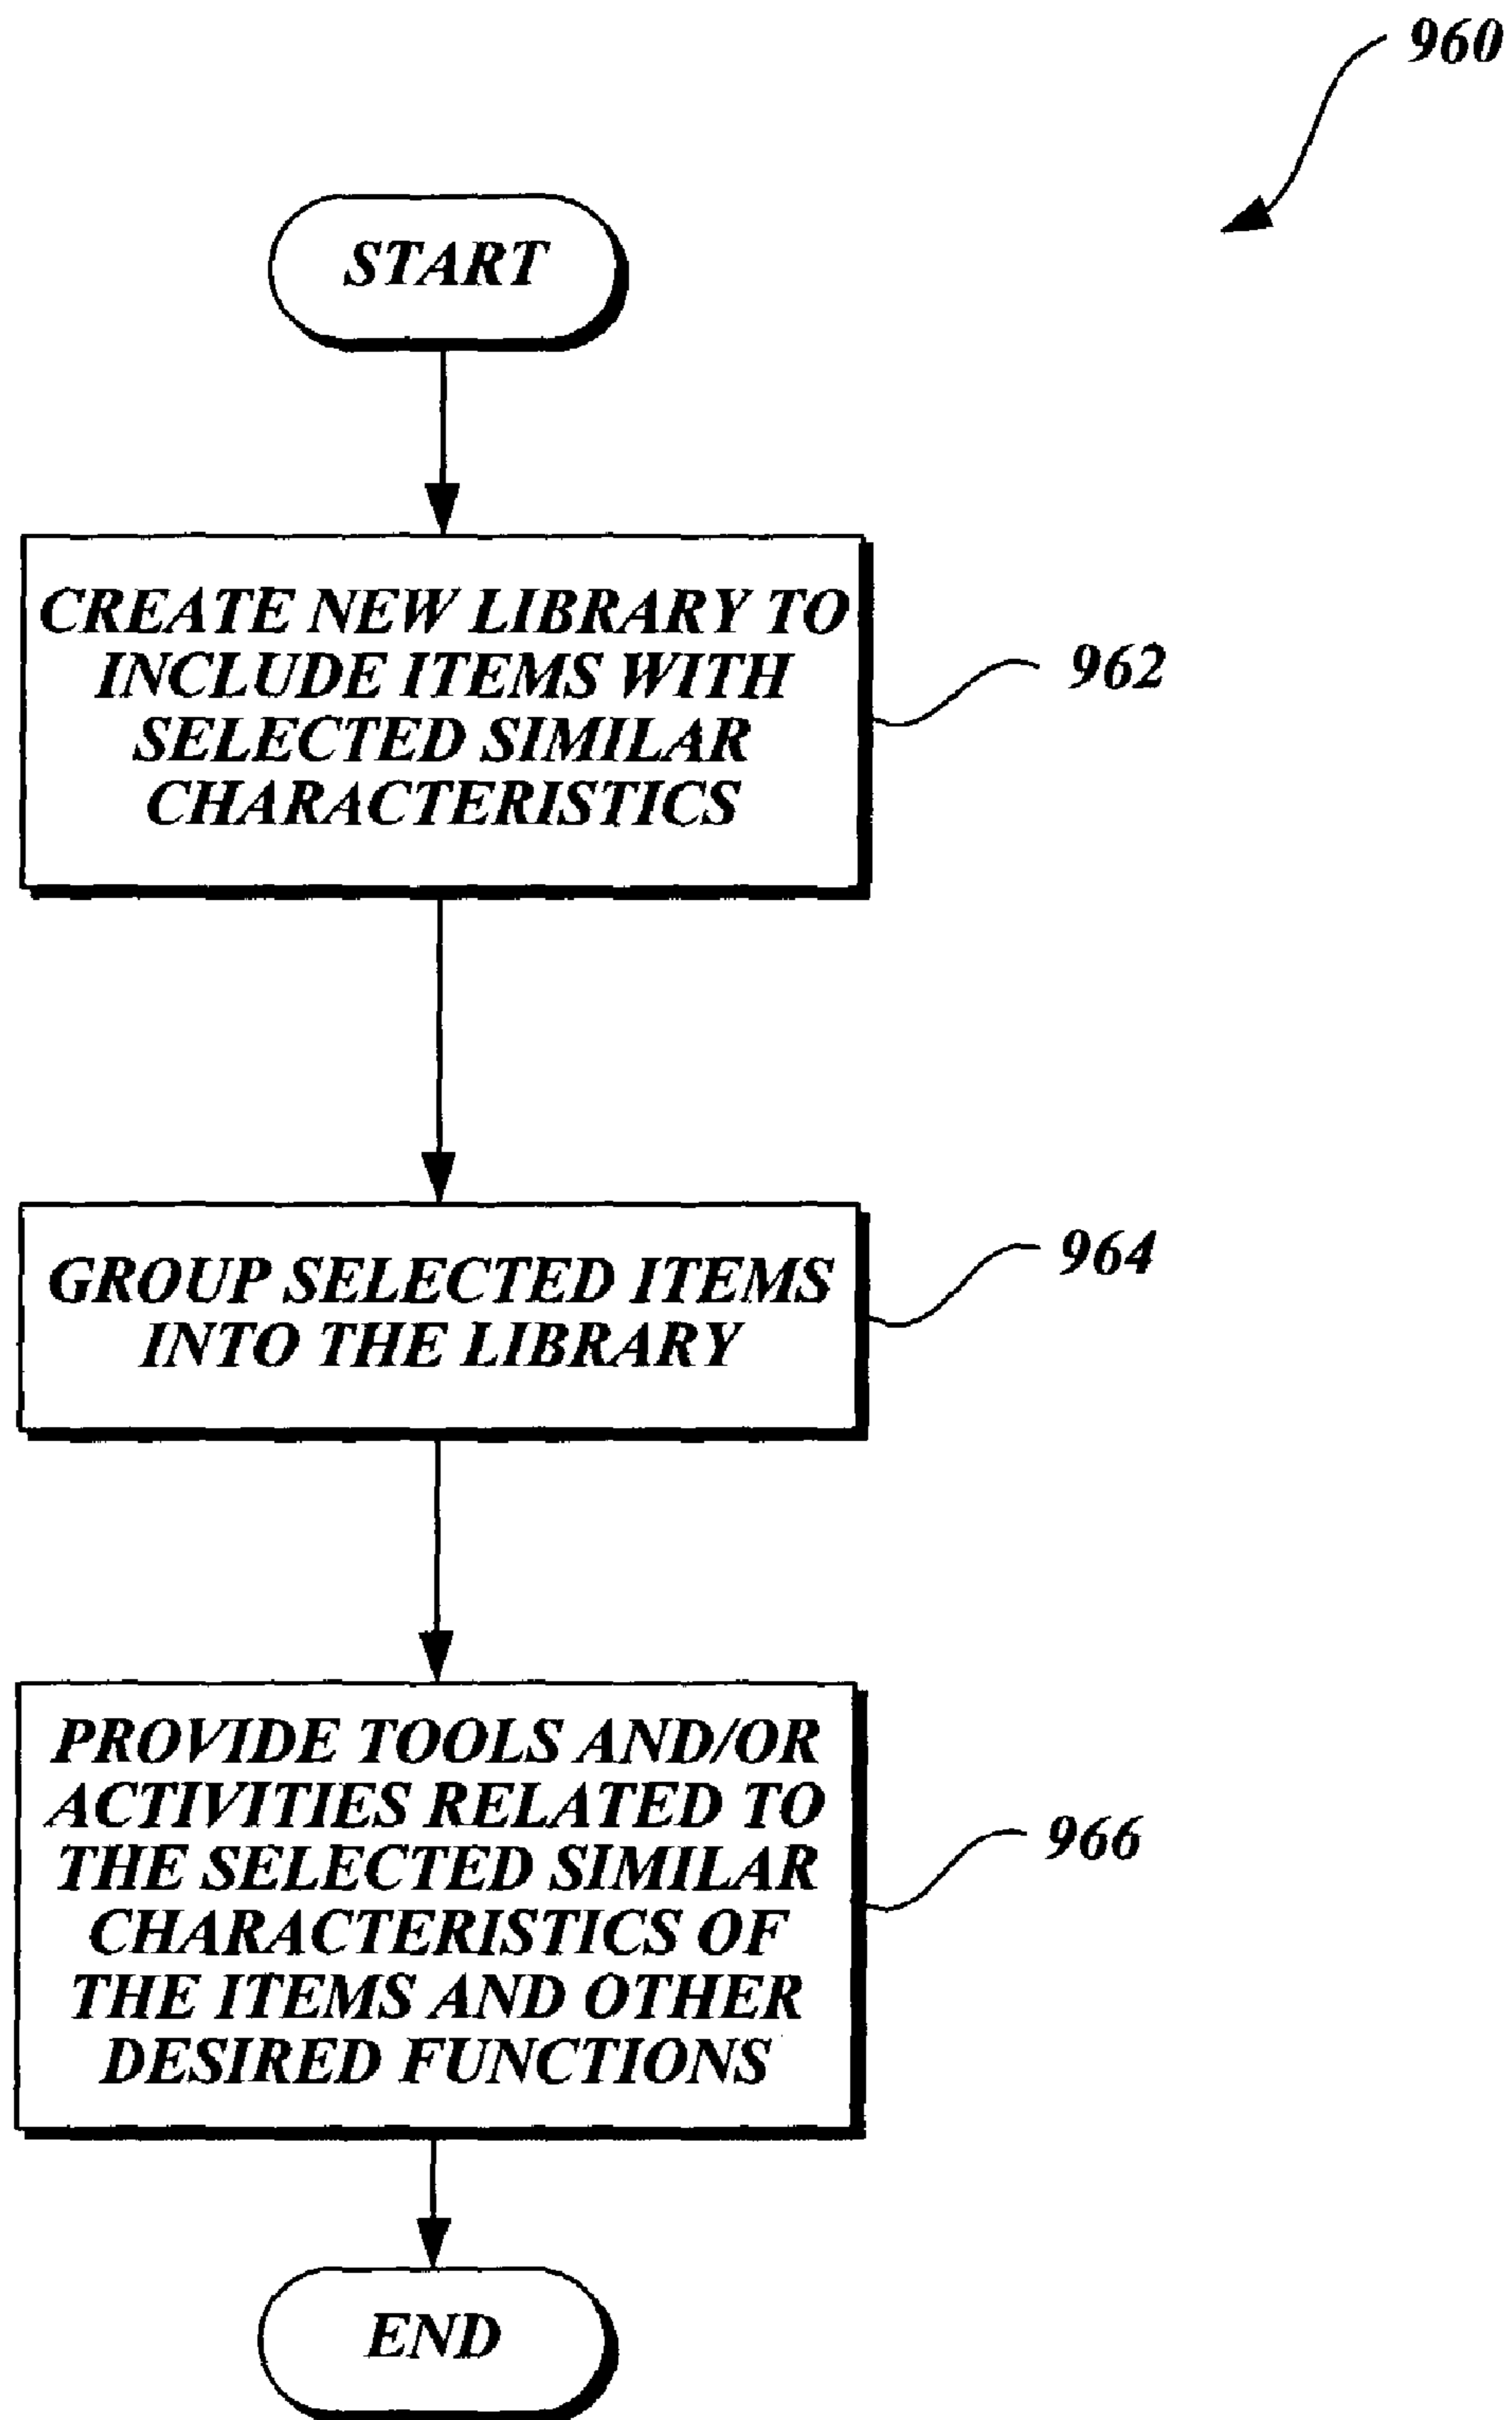 960
START
CREATE NEW LIBRARY TO
INCLUDE ITEMS WITH
SELECTED SIMILAR
CHARACTERISTICS
962
GROUP SELECTED ITEMS
INTO THE LIBRARY
964
PROVIDE TOOLS AND/OR
ACTIVITIES RELATED TO
THE SELECTED SIMILAR
CHARACTERISTICS OF
THE ITEMS AND OTHER
DESIRED FUNCTIONS
966
END